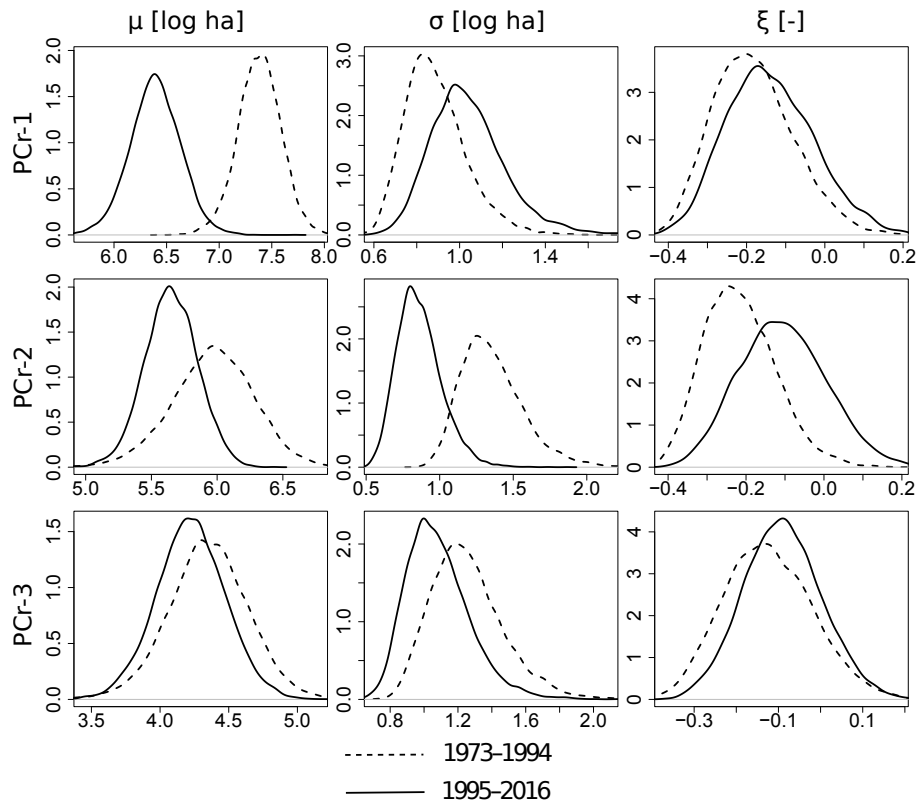 μ [log ha] σ [log ha] ξ [-]
PCr-1
0.0 0.5 1.0 1.5 2.0
6.0 6.5 7.0 7.5 8.0
0.0 1.0 2.0 3.0
0.6 1.0 1.4
0 1 2 3
−0.4 −0.2 0.0 0.2
PCr-2
0.0 0.5 1.0 1.5 2.0
5.0 5.5 6.0 6.5
0.0 1.0 2.0
0.5 1.0 1.5 2.0
0 1 2 3 4
−0.4 −0.2 0.0 0.2
PCr-3
0.0 0.5 1.0 1.5
3.5 4.0 4.5 5.0
0.0 1.0 2.0
0.8 1.2 1.6 2.0
0 1 2 3 4
−0.3 −0.1 0.1
1973–1994
1995–2016